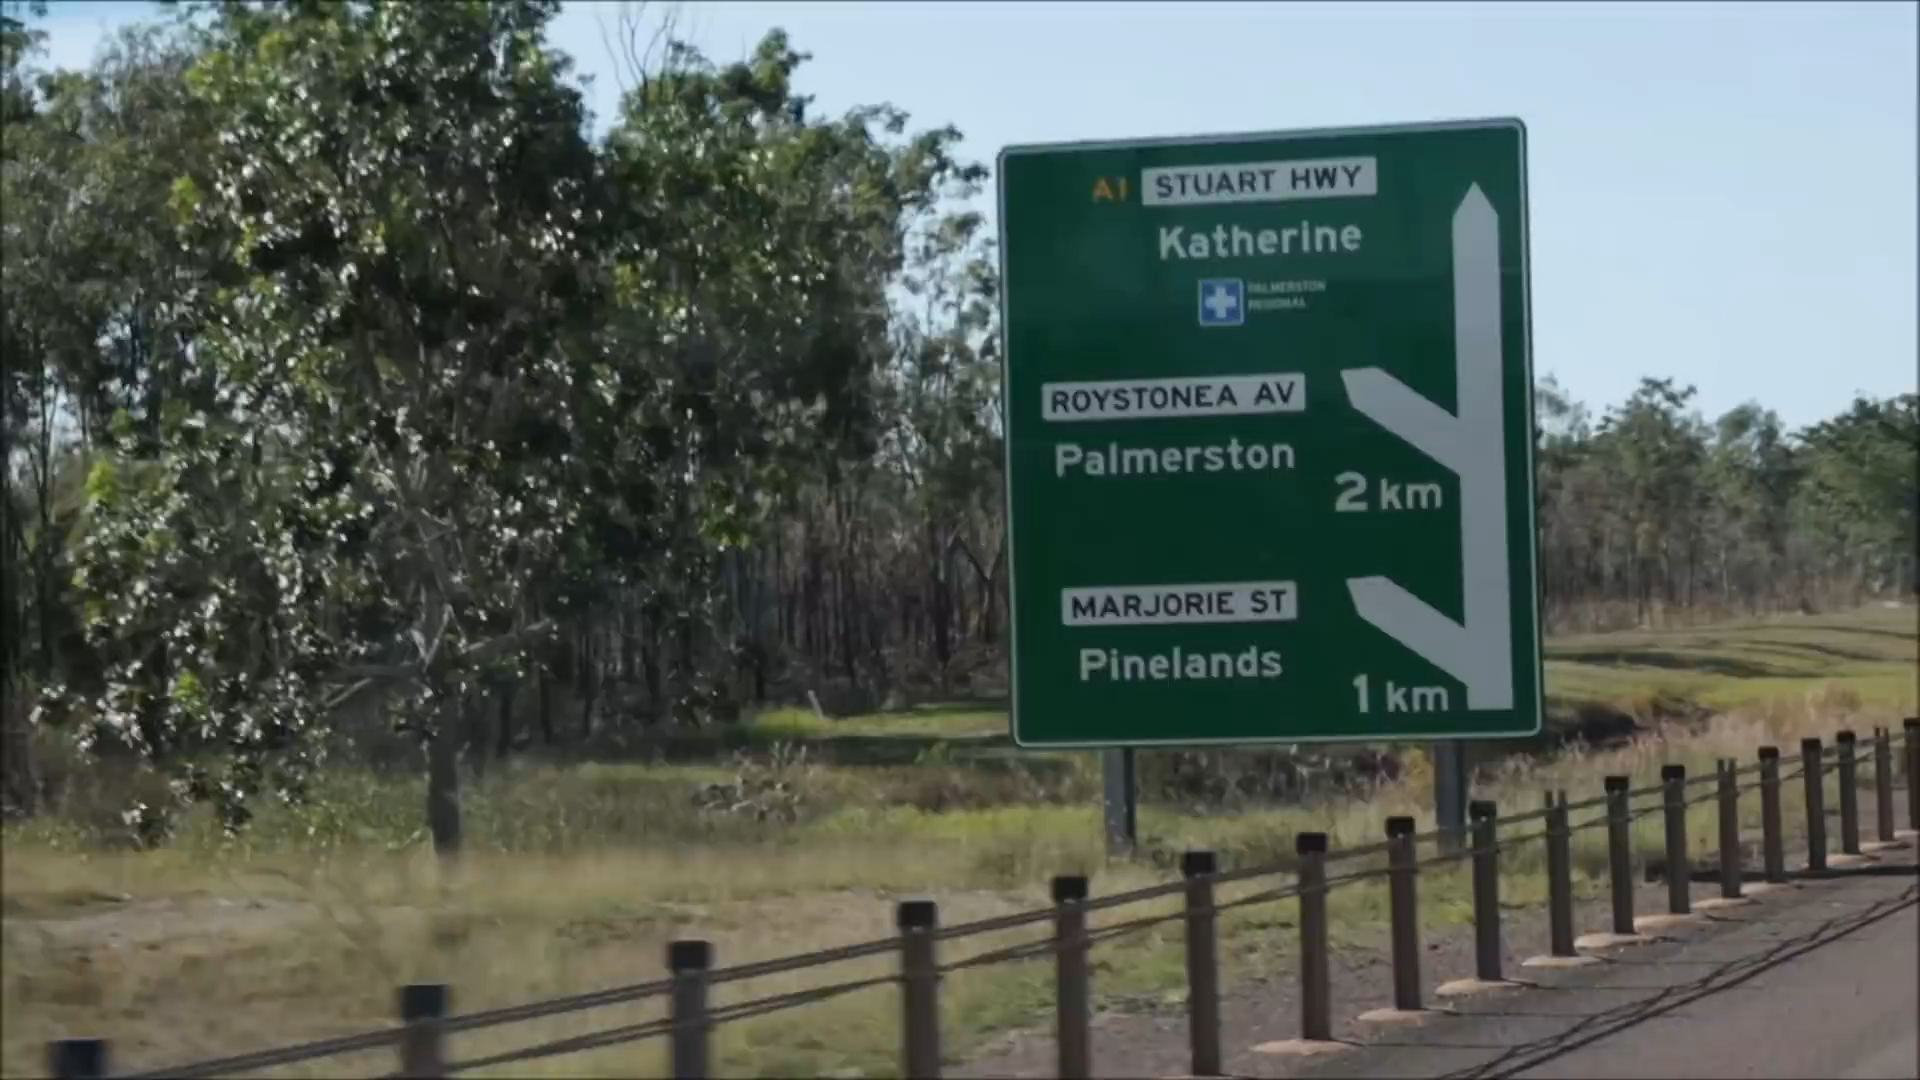 A1 STUART HWY
Katherine
PALMERSTON
REGIONAL
ROYSTONEA AV
Palmerston
2 km
MARJORIE ST
Pinelands
1 km